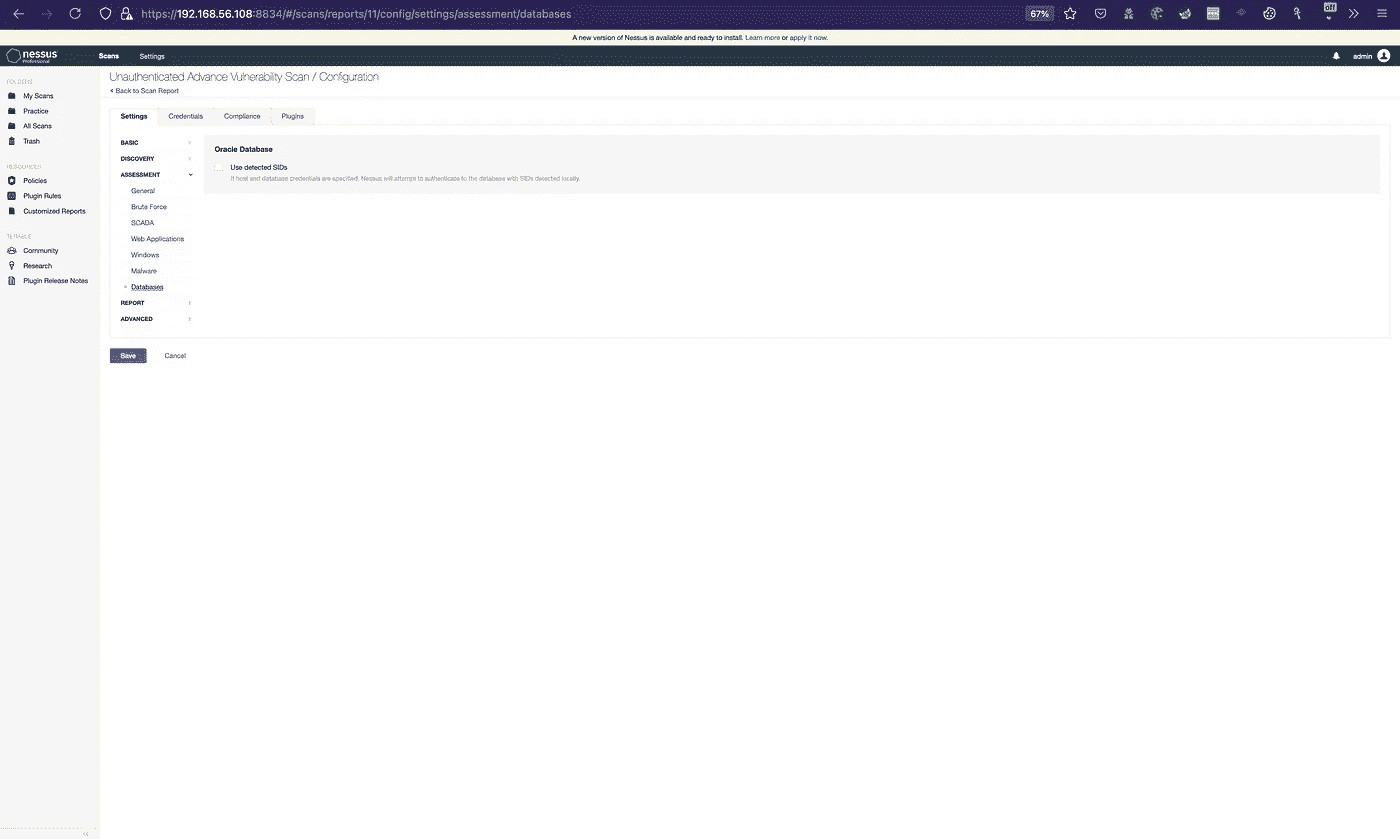 https://192.168.56.108:8834/#/scans/reports/11/config/settings/assessment/databases 67% off
A new version of Nessus is available and ready to install. Learn more or apply it now.
nessus Professional Scans Settings admin
FOLDERS
My Scans
Practice
All Scans
Trash
RESOURCES
Policies
Plugin Rules
Customized Reports
TENABLE
Community
Research
Plugin Release Notes
Unauthenticated Advance Vulnerability Scan / Configuration
Back to Scan Report
Settings Credentials Compliance Plugins
BASIC
DISCOVERY
ASSESSMENT
General
Brute Force
SCADA
Web Applications
Windows
Malware
Databases
REPORT
ADVANCED
Oracle Database
Use detected SIDs
If host and database credentials are specified, Nessus will attempt to authenticate to the database with SIDs detected locally.
Save Cancel